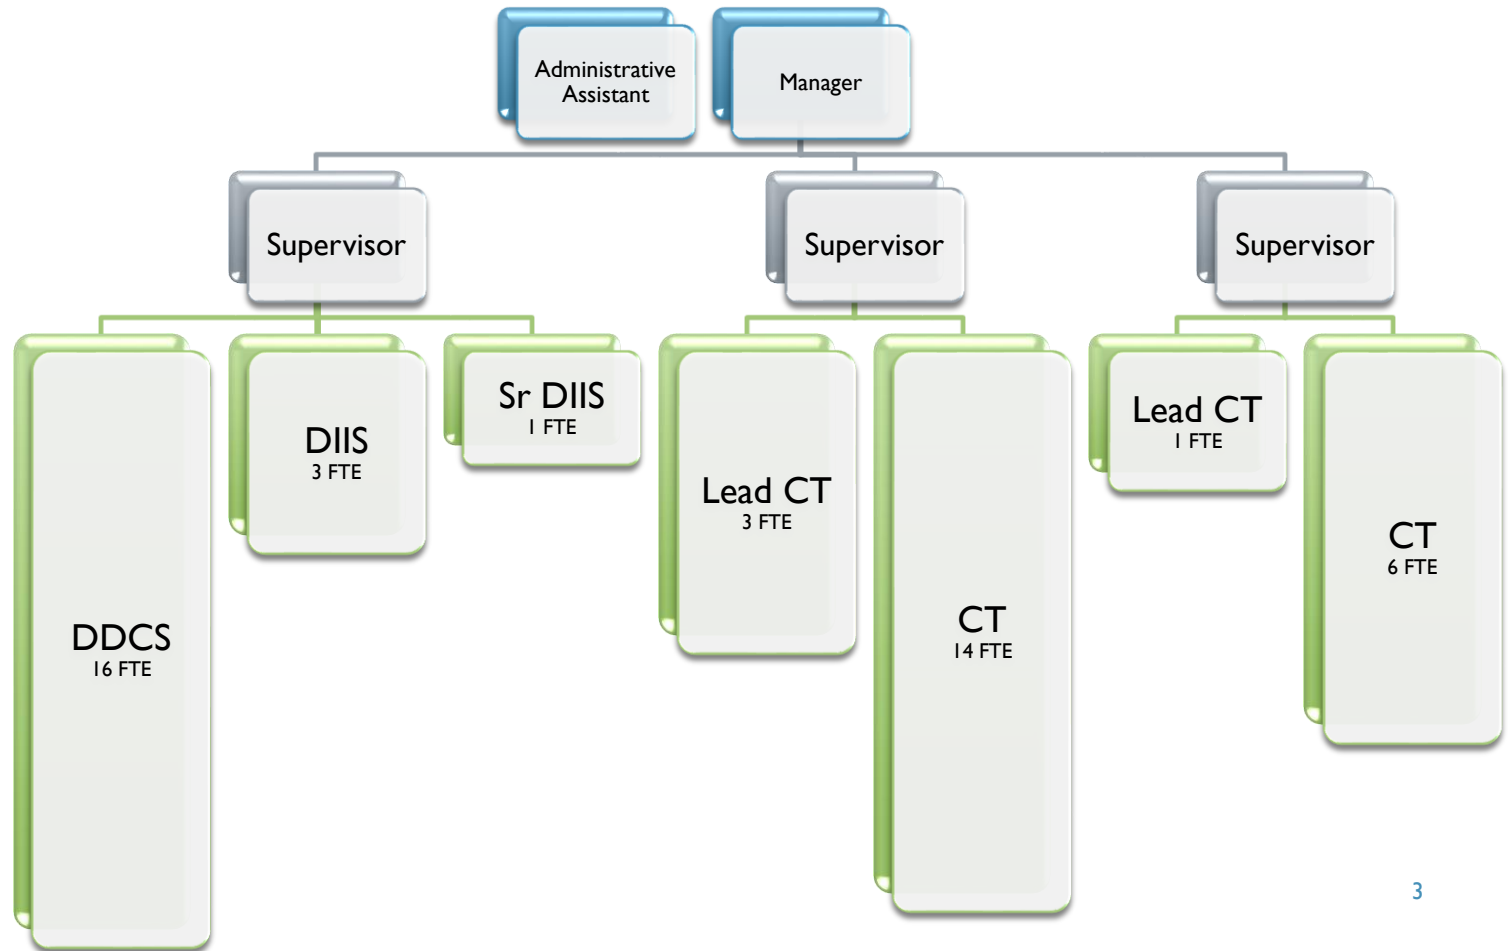 Administrative
Assistant
Manager
Supervisor
Supervisor
Supervisor
DDCS
16 FTE
DIIS
3 FTE
Sr DIIS
1 FTE
Lead CT
3 FTE
CT
14 FTE
Lead CT
1 FTE
CT
6 FTE
3